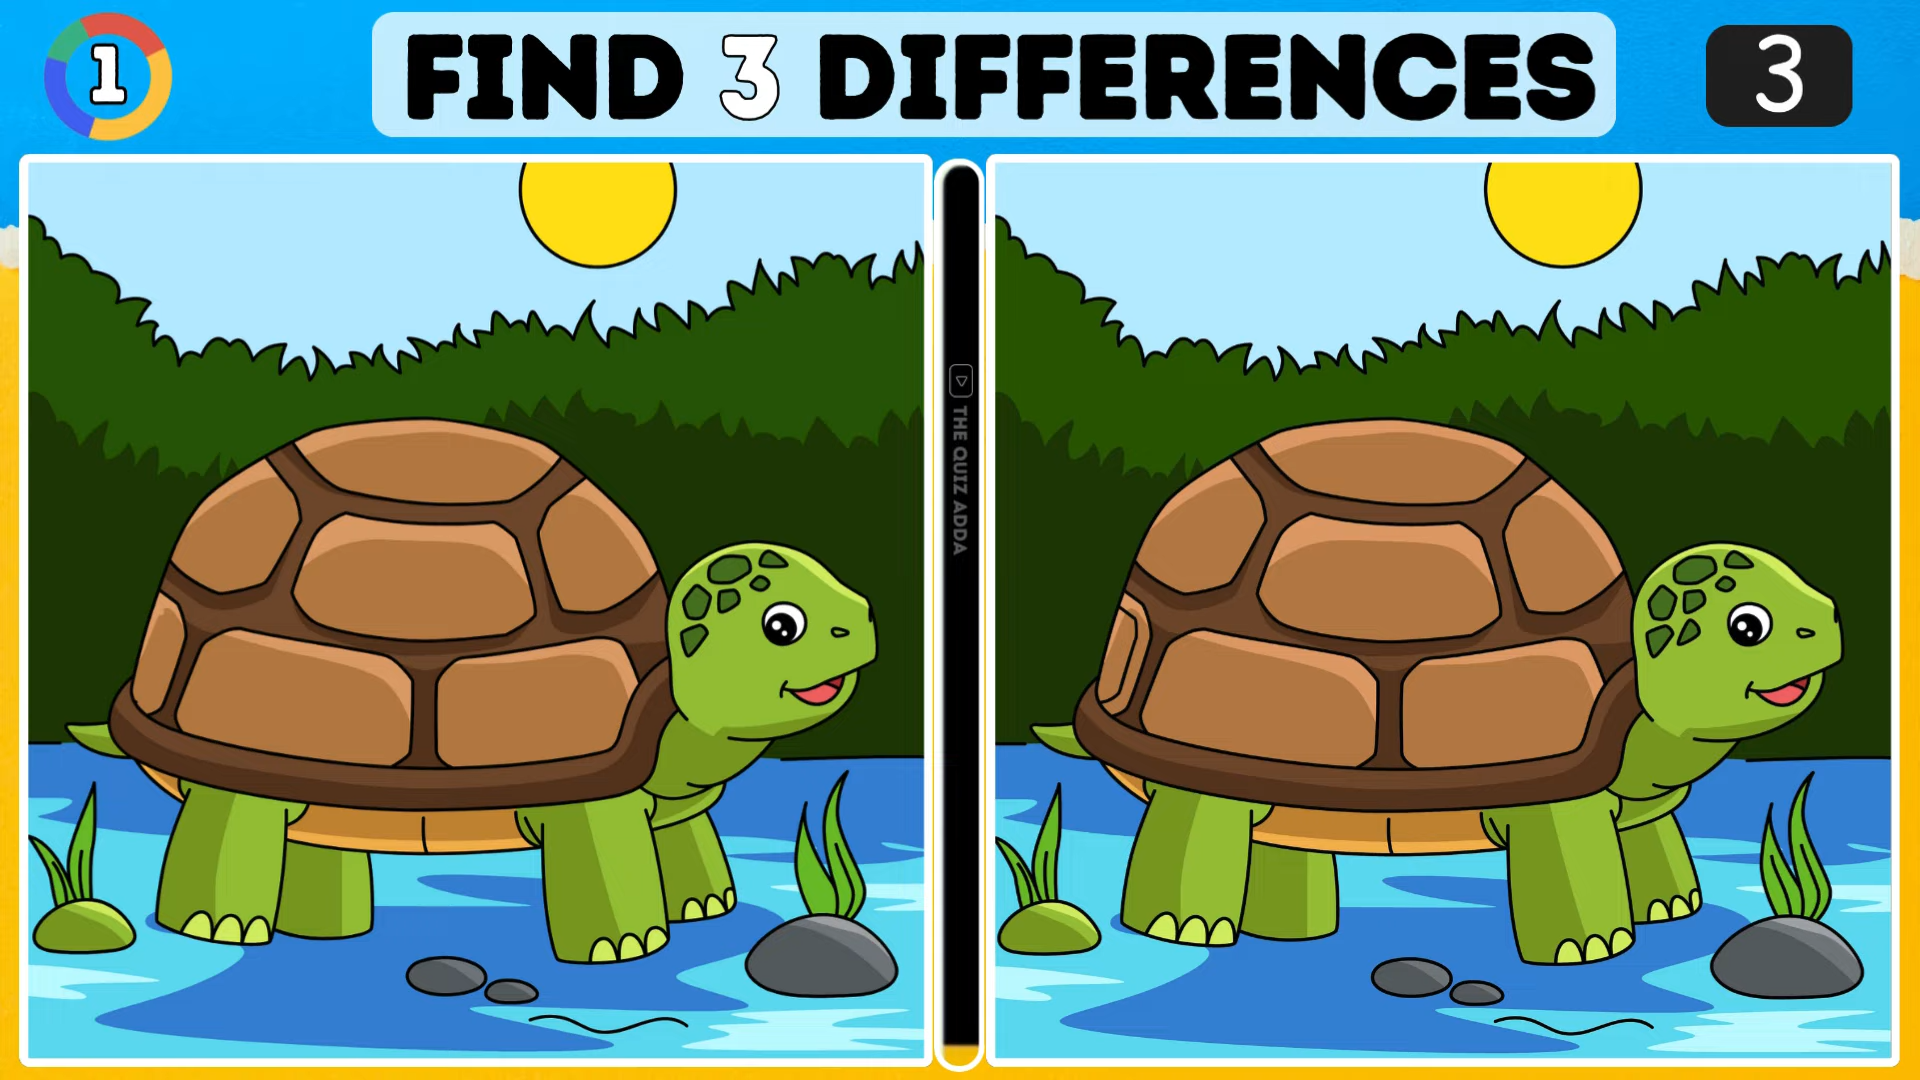 1
FIND 3 DIFFERENCES
3
THE QUIZ ADDA